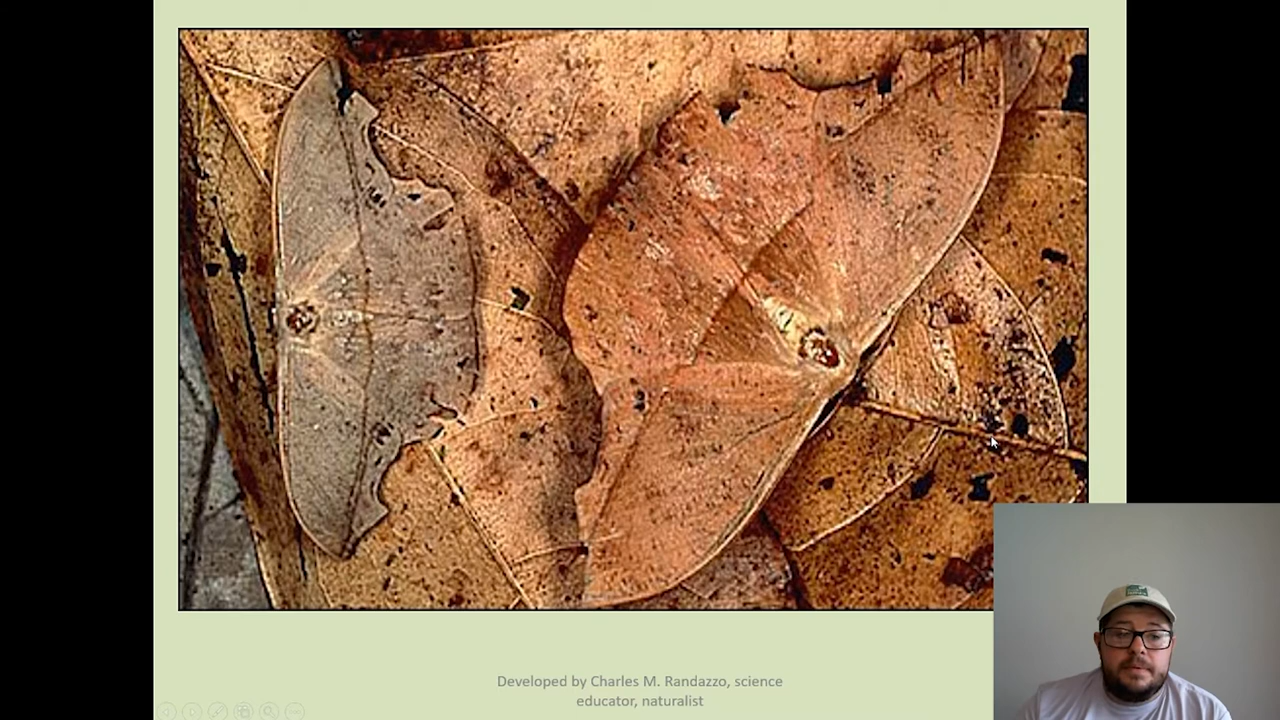 Developed by Charles M. Randazzo, science
educator, naturalist